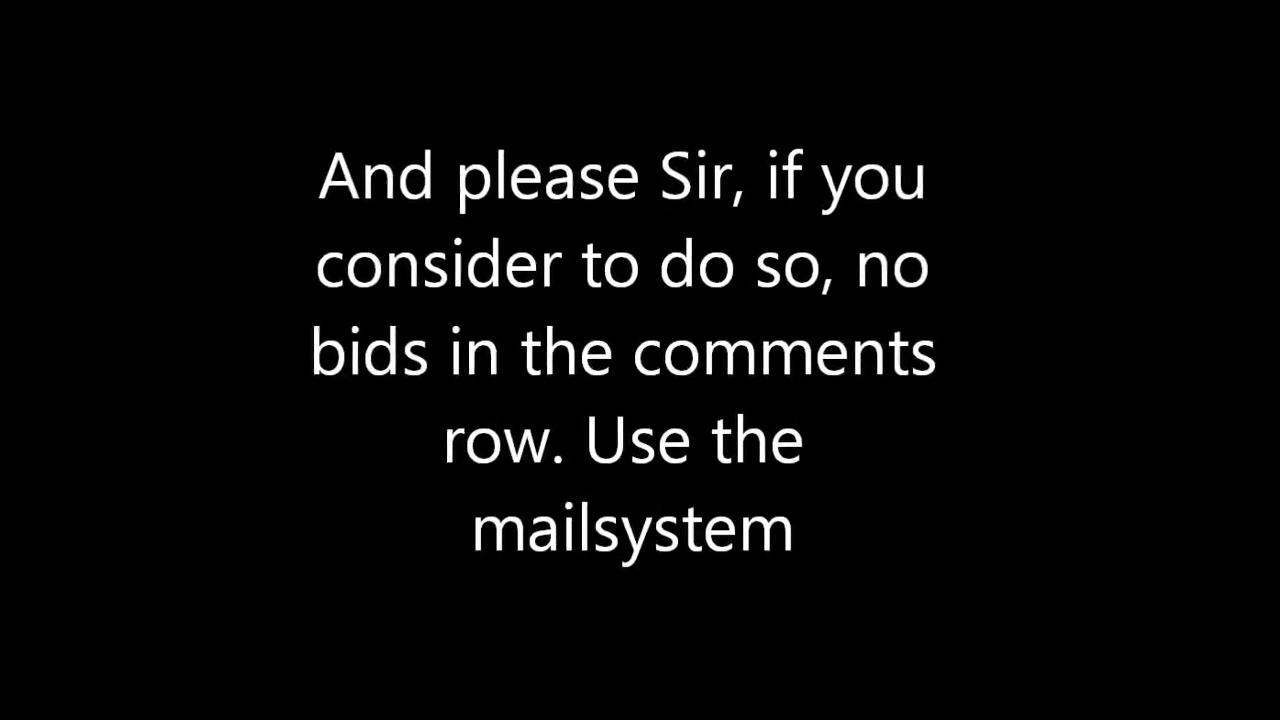 And please Sir, if you
consider to do so, no
bids in the comments
row. Use the
mailsystem